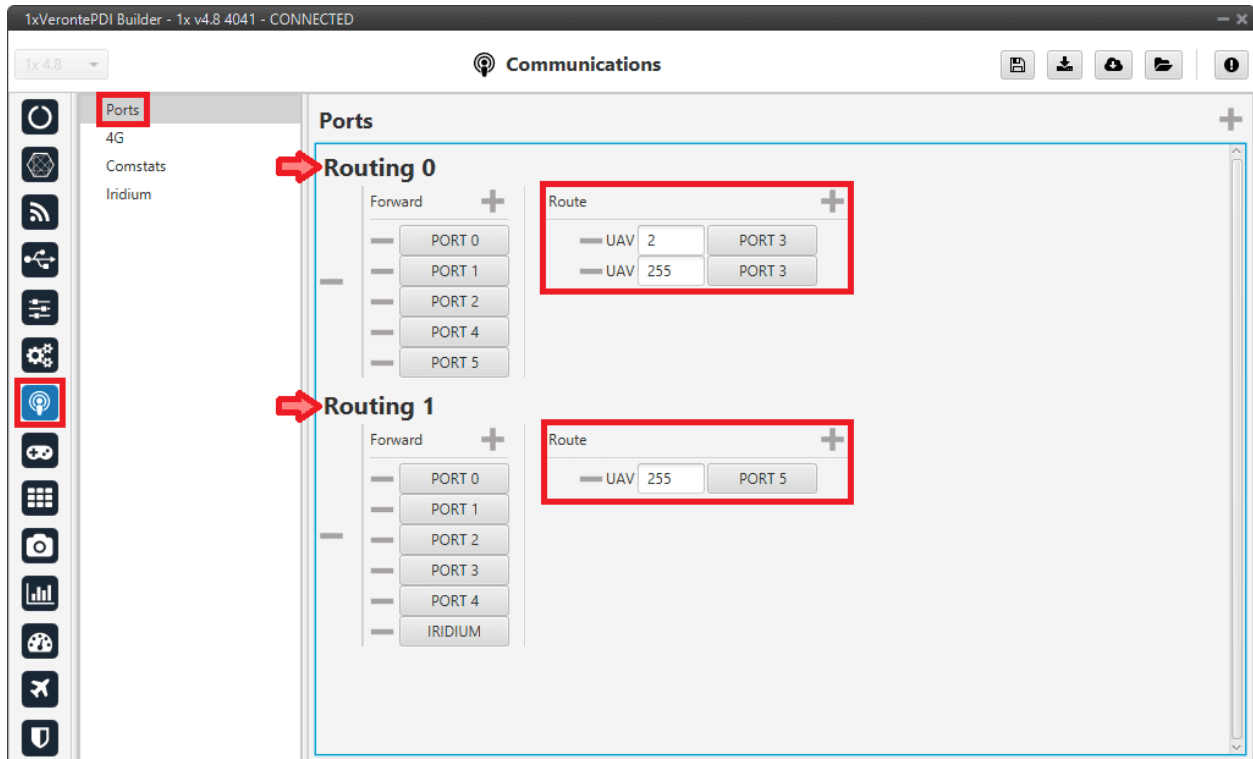 1xVerontePDI Builder - 1x v4.8 4041 - CONNECTED
1x 4.8
Communications
Ports
4G
Comstats
Iridium
Ports
Routing 0
Forward
Route
PORT 0
UAV 2 PORT 3
PORT 1
UAV 255 PORT 3
PORT 2
PORT 4
PORT 5
Routing 1
Forward
Route
PORT 0
UAV 255 PORT 5
PORT 1
PORT 2
PORT 3
PORT 4
IRIDIUM